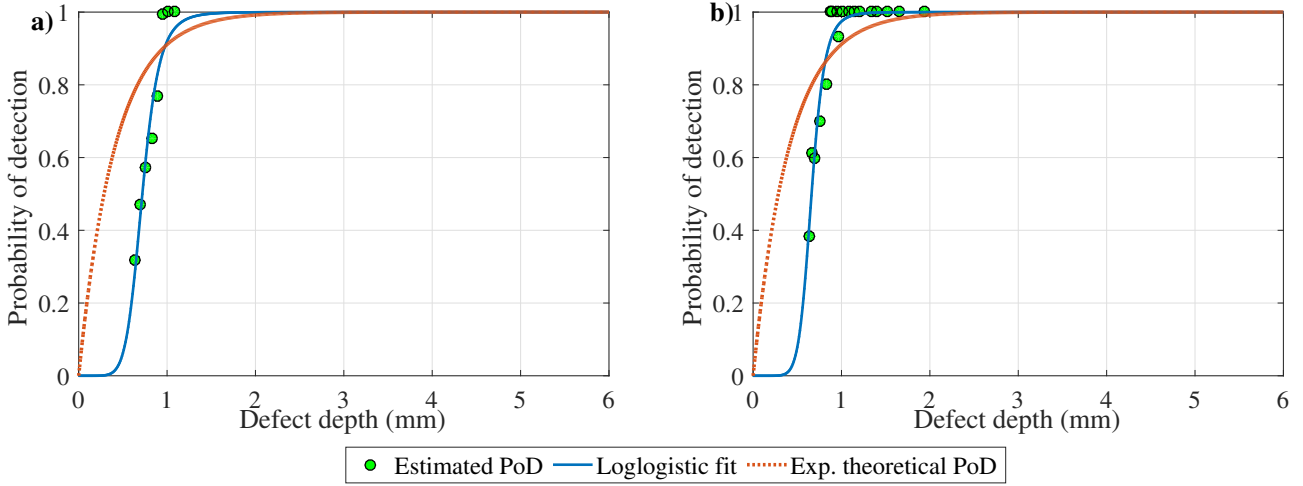 a)
1
0.8
0.6
0.4
0.2
0
Probability of detection
0 1 2 3 4 5 6
Defect depth (mm)
b)
1
0.8
0.6
0.4
0.2
0
Probability of detection
0 1 2 3 4 5 6
Defect depth (mm)
Estimated PoD Loglogistic fit Exp. theoretical PoD